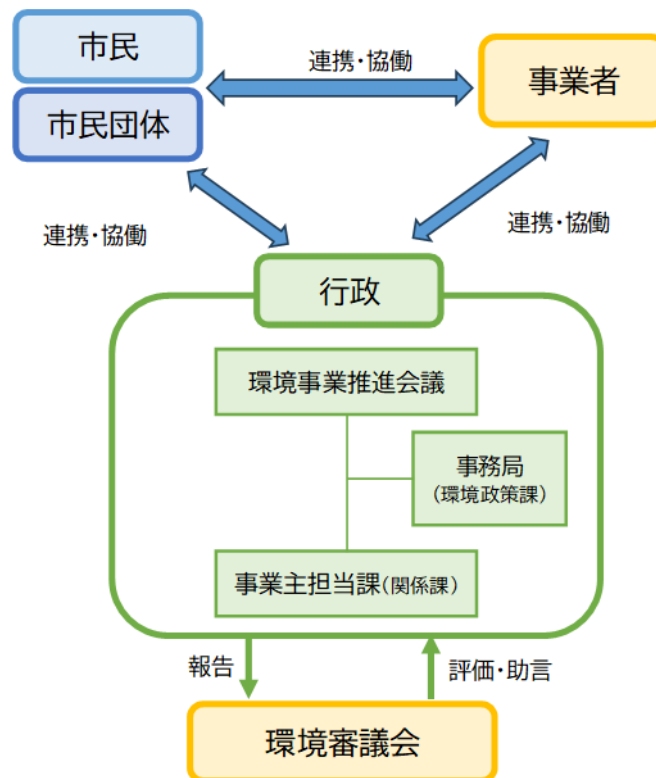 市民
連携・協働
事業者
市民団体
連携・協働
連携・協働
行政
環境事業推進会議
事務局
（環境政策課）
事業主担当課（関係課）
報告
評価・助言
環境審議会